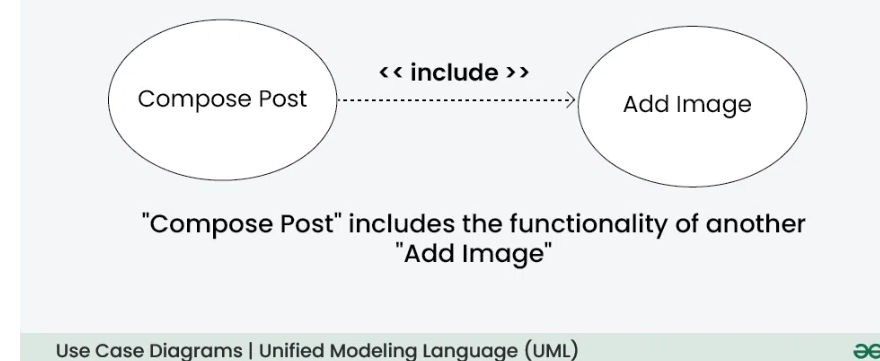 << include >>
Compose Post
Add Image
"Compose Post" includes the functionality of another
"Add Image"
Use Case Diagrams | Unified Modeling Language (UML)